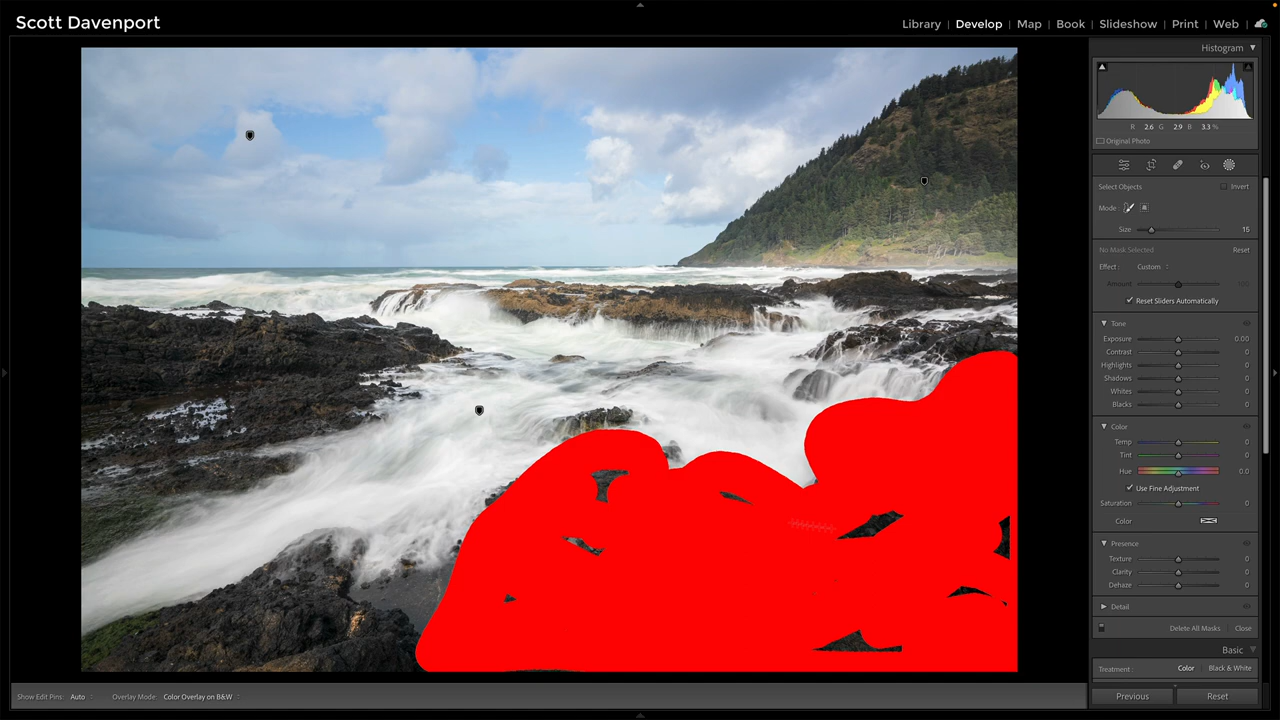 Scott Davenport
Library | Develop | Map | Book | Slideshow | Print | Web
Histogram
R 2.6 G 2.9 B 3.3 %
Original Photo
Select Objects Invert
Mode :
Size 15
No Mask Selected Reset
Effect : Custom
Amount 100
Reset Sliders Automatically
Tone
Exposure 0.00
Contrast 0
Highlights 0
Shadows 0
Whites 0
Blacks 0
Color
Temp 0
Tint 0
Hue 0.0
Use Fine Adjustment
Saturation 0
Color
Presence
Texture 0
Clarity 0
Dehaze 0
Detail
Delete All Masks Close
Basic
Treatment : Color Black & White
Show Edit Pins: Auto Overlay Mode: Color Overlay on B&W
Previous Reset